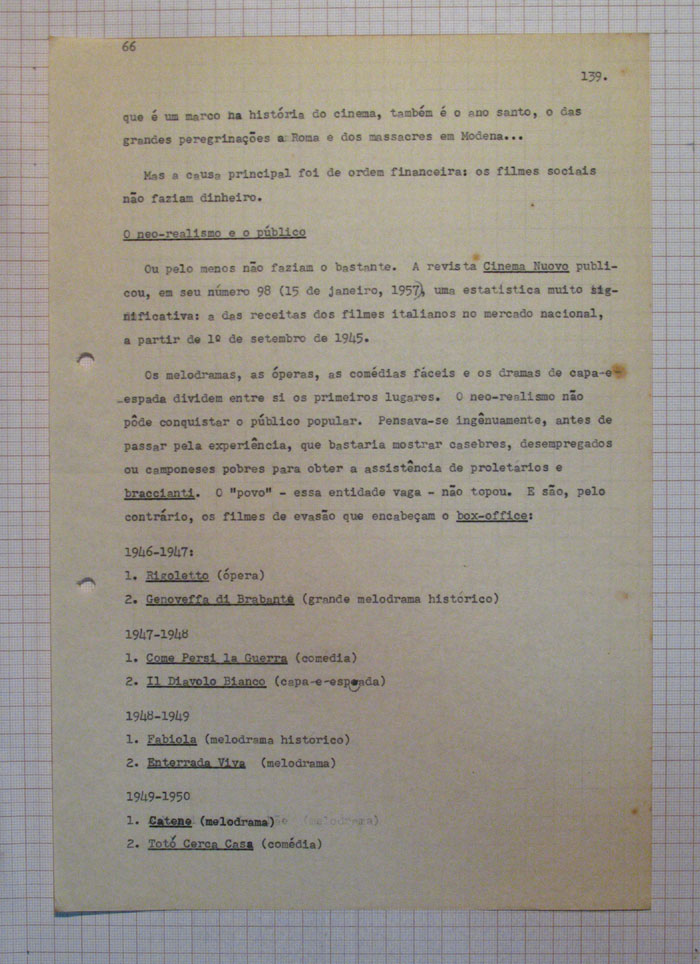 66
139.
que é um marco na história do cinema, também é o ano santo, o das
grandes peregrinações a Roma e dos massacres em Modena...
Mas a causa principal foi de ordem financeira: os filmes sociais
não faziam dinheiro.
O neo-realismo e o público
Ou pelo menos não faziam o bastante. A revista Cinema Nuovo publi-
cou, em seu número 98 (15 de janeiro, 1957), uma estatística muito sig-
nificativa: a das receitas dos filmes italianos no mercado nacional,
a partir de 1º de setembro de 1945.
Os melodramas, as óperas, as comédias fáceis e os dramas de capa-e-
-espada dividem entre si os primeiros lugares. O neo-realismo não
pôde conquistar o público popular. Pensava-se ingênuamente, antes de
passar pela experiência, que bastaria mostrar casebres, desempregados
ou camponeses pobres para obter a assistência de proletários e
braccianti. O "povo" - essa entidade vaga - não topou. E são, pelo
contrário, os filmes de evasão que encabeçam o box-office:
1946-1947:
1. Rigoletto (ópera)
2. Genoveffa di Brabante (grande melodrama histórico)
1947-1948
1. Come Persi la Guerra (comédia)
2. Il Diavolo Bianco (capa-e-espada)
1948-1949
1. Fabiola (melodrama histórico)
2. Enterrada Viva (melodrama)
1949-1950
1. Catene (melodrama) (melodrama)
2. Totó Cerca Casa (comédia)